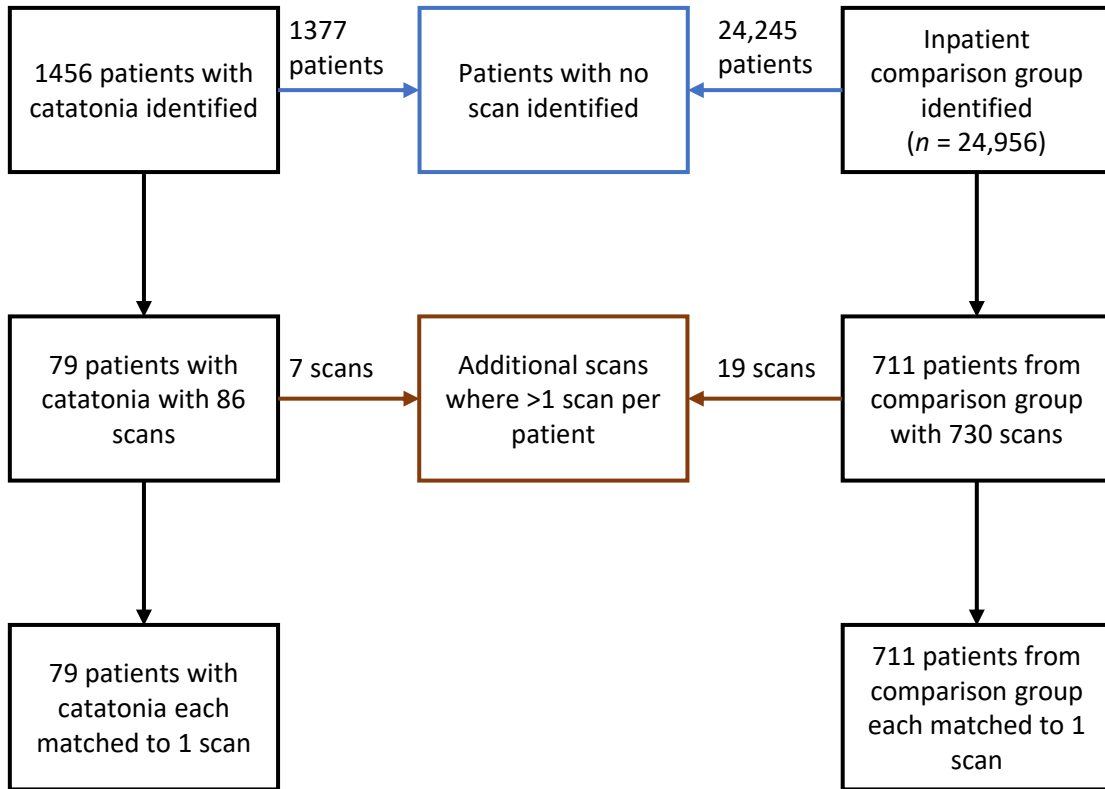 1456 patients with
catatonia identified
1377
patients
Patients with no
scan identified
24,245
patients
Inpatient
comparison group
identified
(n = 24,956)
79 patients with
catatonia with 86
scans
7 scans
Additional scans
where >1 scan per
patient
19 scans
711 patients from
comparison group
with 730 scans
79 patients with
catatonia each
matched to 1 scan
711 patients from
comparison group
each matched to 1
scan